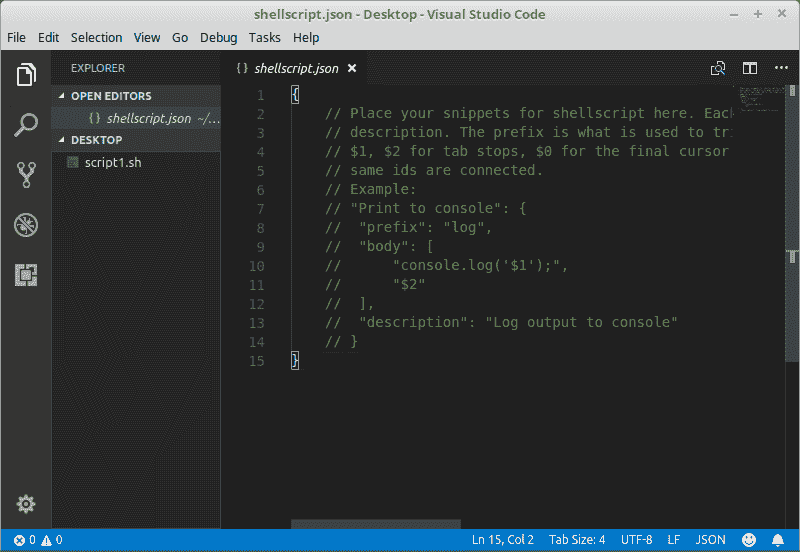 shellscript.json - Desktop - Visual Studio Code
File Edit Selection View Go Debug Tasks Help
EXPLORER
OPEN EDITORS
{ } shellscript.json ~/...
DESKTOP
script1.sh
{ } shellscript.json ×
1 {
2 // Place your snippets for shellscript here. Eac
3 // description. The prefix is what is used to tr
4 // $1, $2 for tab stops, $0 for the final cursor
5 // same ids are connected.
6 // Example:
7 // "Print to console": {
8 //  "prefix": "log",
9 //  "body": [
10 //      "console.log('$1');",
11 //      "$2"
12 //  ],
13 //  "description": "Log output to console"
14 // }
15 }
0 0 Ln 15, Col 2 Tab Size: 4 UTF-8 LF JSON